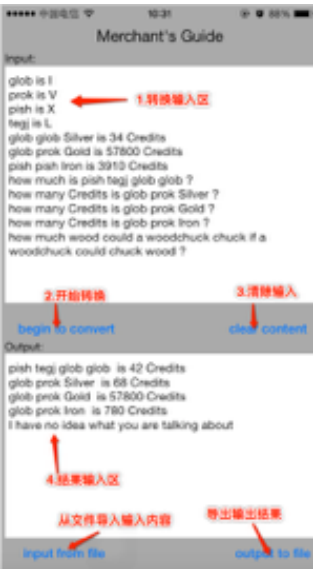 中国电信 10:31 88%
Merchant's Guide
Input:
glob is I
prok is V
pish is X
tegj is L
1.转换输入区
glob glob Silver is 34 Credits
glob prok Gold is 57800 Credits
pish pish Iron is 3910 Credits
how much is pish tegj glob glob ?
how many Credits is glob prok Silver ?
how many Credits is glob prok Gold ?
how many Credits is glob prok Iron ?
how much wood could a woodchuck chuck if a
woodchuck could chuck wood ?
2.开始转换
3.清除输入
begin to convert
clear content
Output:
pish tegj glob glob is 42 Credits
glob prok Silver is 68 Credits
glob prok Gold is 57800 Credits
glob prok Iron is 780 Credits
I have no idea what you are talking about
4.结果输入区
从文件导入输入内容
导出输出结果
input from file
output to file